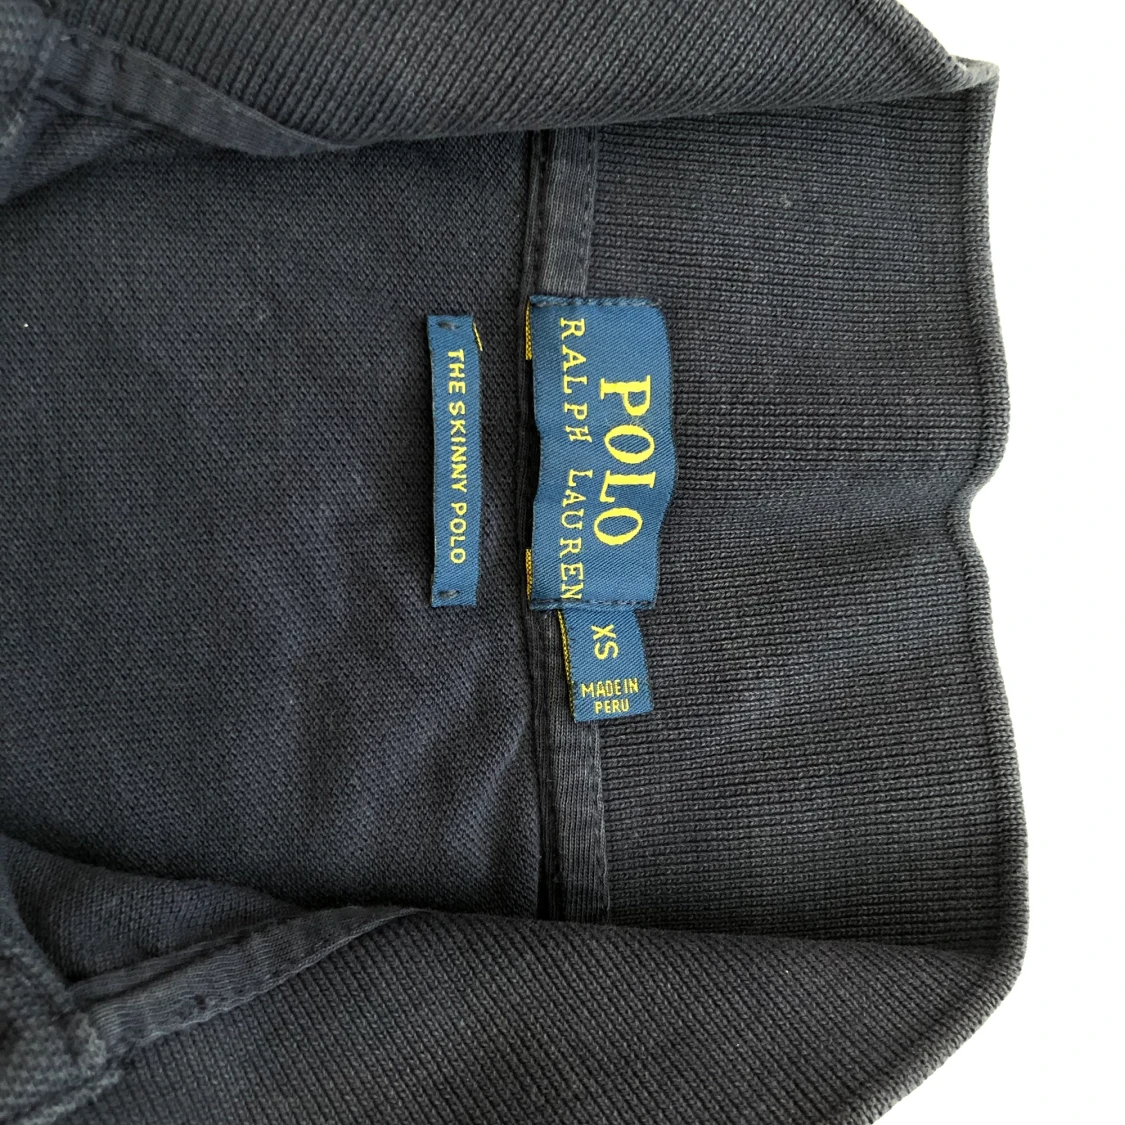 POLO
RALPH LAUREN
XS
MADE IN
PERU
THE SKINNY POLO